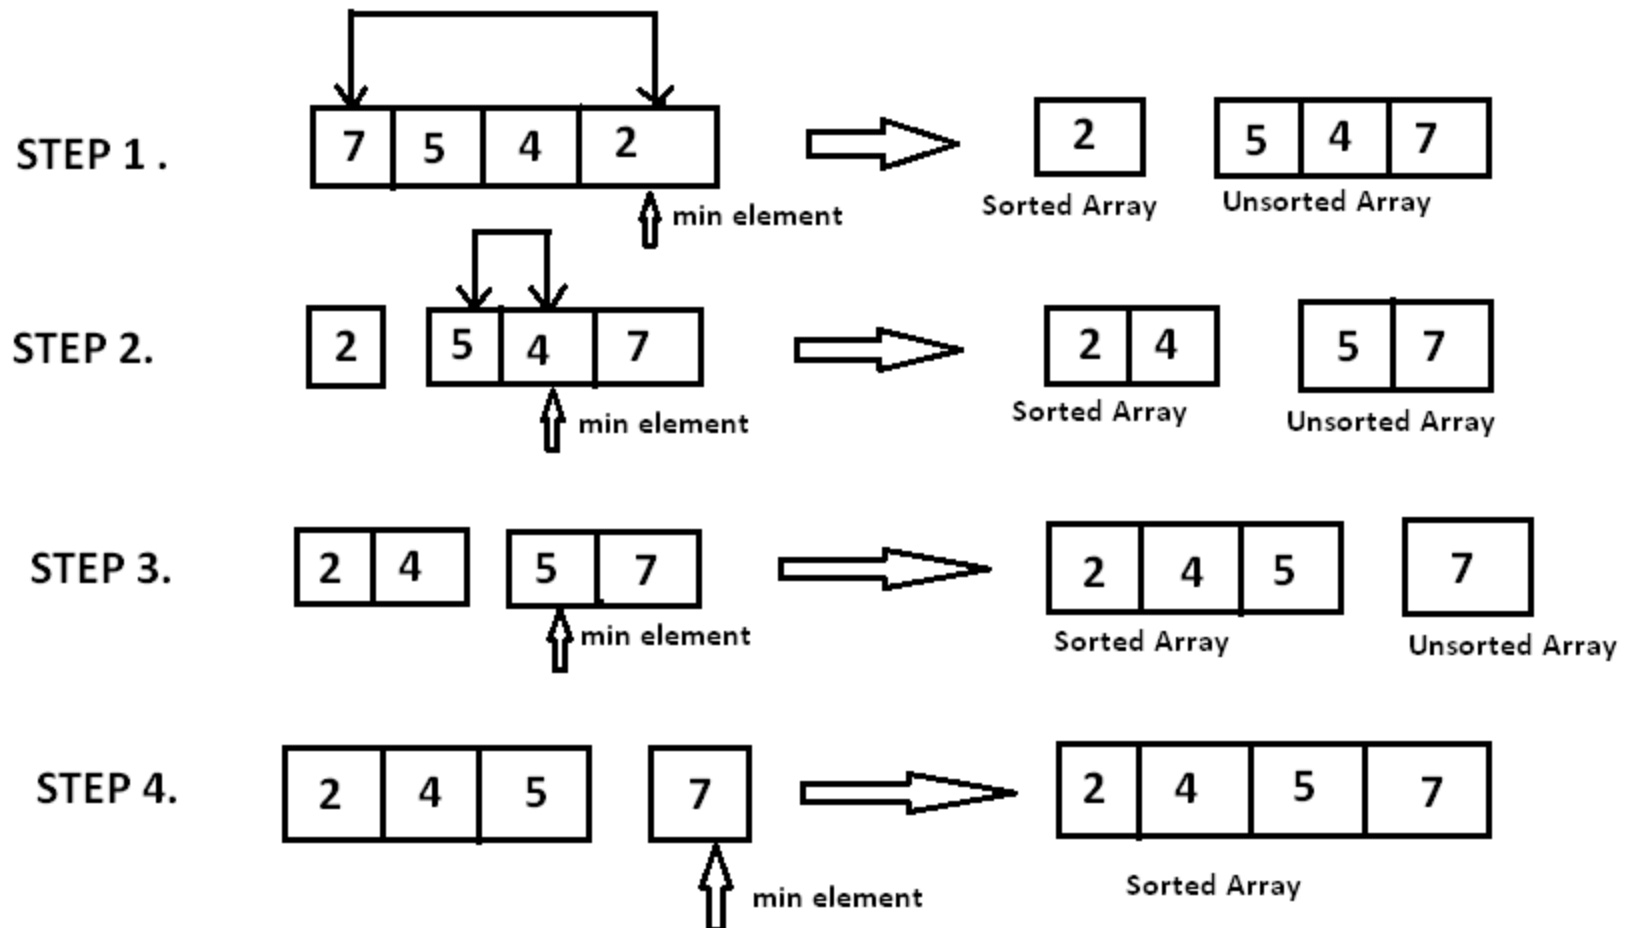 STEP 1 . 7 5 4 2 2 5 4 7
min element Sorted Array Unsorted Array
STEP 2. 2 5 4 7 2 4 5 7
min element Sorted Array Unsorted Array
STEP 3. 2 4 5 7 2 4 5 7
min element Sorted Array Unsorted Array
STEP 4. 2 4 5 7 2 4 5 7
min element Sorted Array